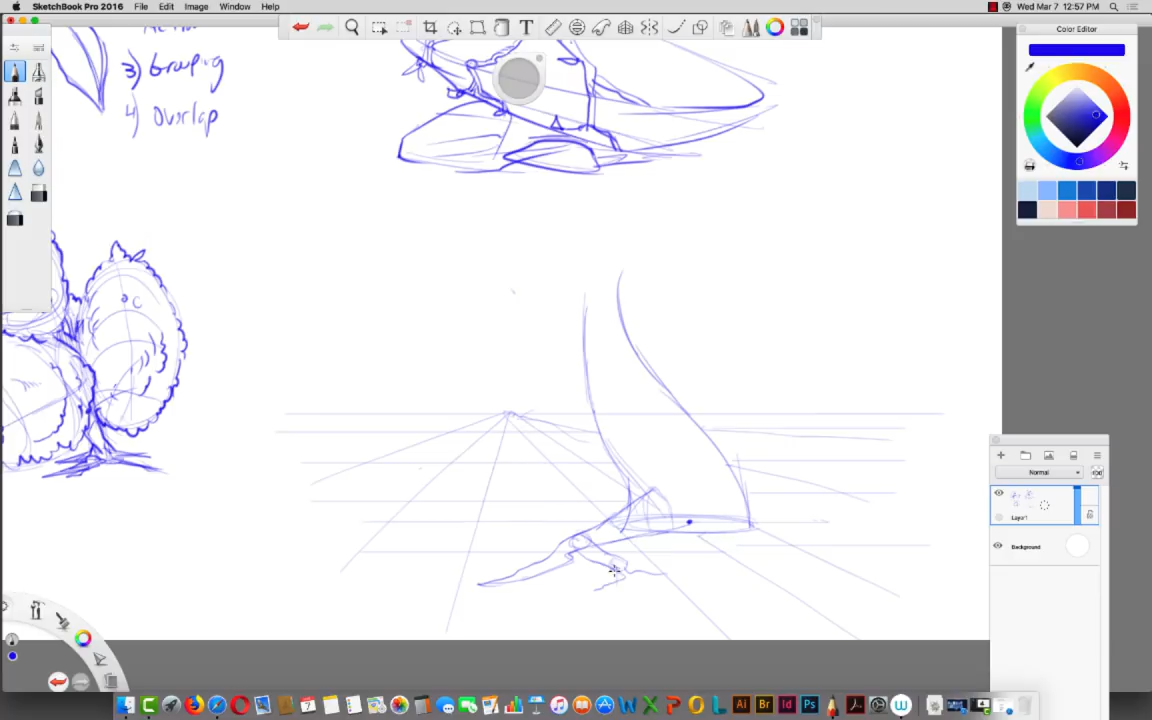 SketchBook Pro 2016 File Edit Image Window Help
Wed Mar 7 12:57 PM
Color Editor
3) Grouping
4) Overlap
Normal
Layer1
Background